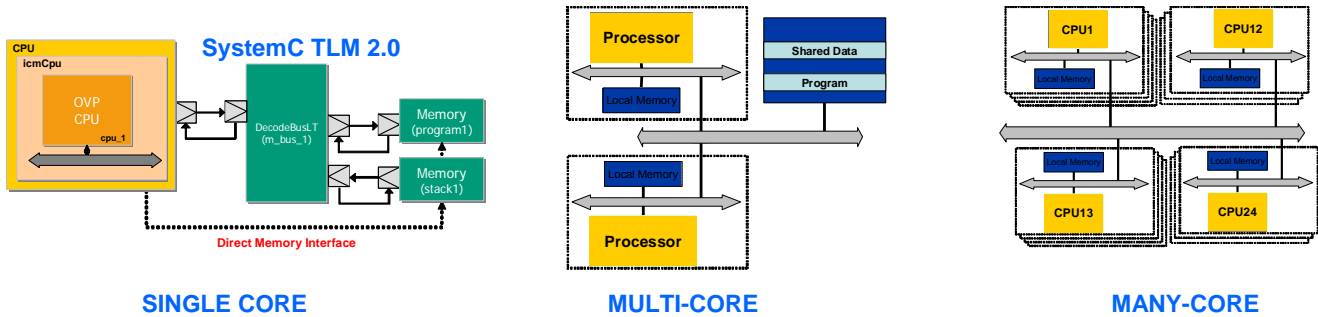 SystemC TLM 2.0
CPU
icmCpu
OVP
CPU
cpu_1
DecodeBusLT
(m_bus_1)
Memory
(program1)
Memory
(stack1)
Direct Memory Interface
SINGLE CORE
Processor
Local Memory
Shared Data
Program
Local Memory
Processor
MULTI-CORE
CPU1
Local Memory
CPU12
Local Memory
Local Memory
CPU13
Local Memory
CPU24
MANY-CORE